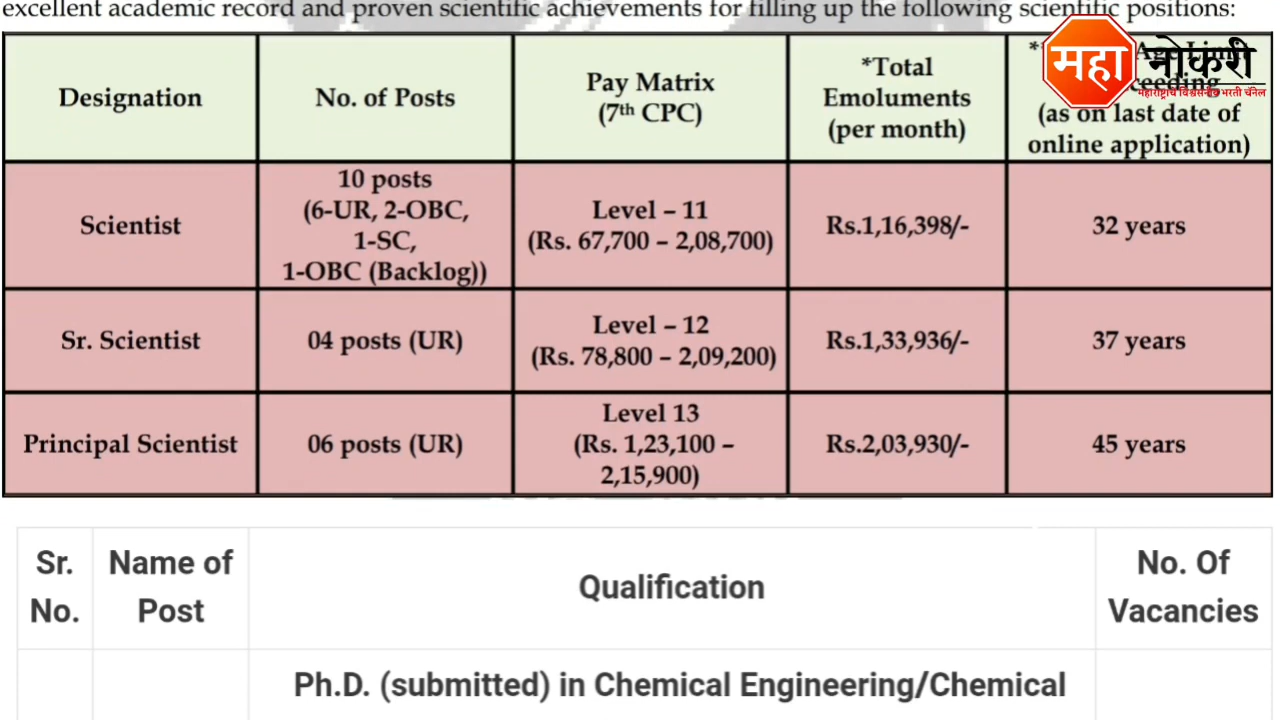 excellent academic record and proven scientific achievements for filling up the following scientific positions:
महा नोकरी
महाराष्ट्राचे विश्वसनीय भरती चॅनेल
Designation
No. of Posts
Pay Matrix
(7th CPC)
*Total
Emoluments
(per month)
Age Limit
ceeding
(as on last date of
online application)
Scientist
10 posts
(6-UR, 2-OBC,
1-SC,
1-OBC (Backlog))
Level – 11
(Rs. 67,700 – 2,08,700)
Rs.1,16,398/-
32 years
Sr. Scientist
04 posts (UR)
Level – 12
(Rs. 78,800 – 2,09,200)
Rs.1,33,936/-
37 years
Principal Scientist
06 posts (UR)
Level 13
(Rs. 1,23,100 –
2,15,900)
Rs.2,03,930/-
45 years
Sr.
No.
Name of
Post
Qualification
No. Of
Vacancies
Ph.D. (submitted) in Chemical Engineering/Chemical